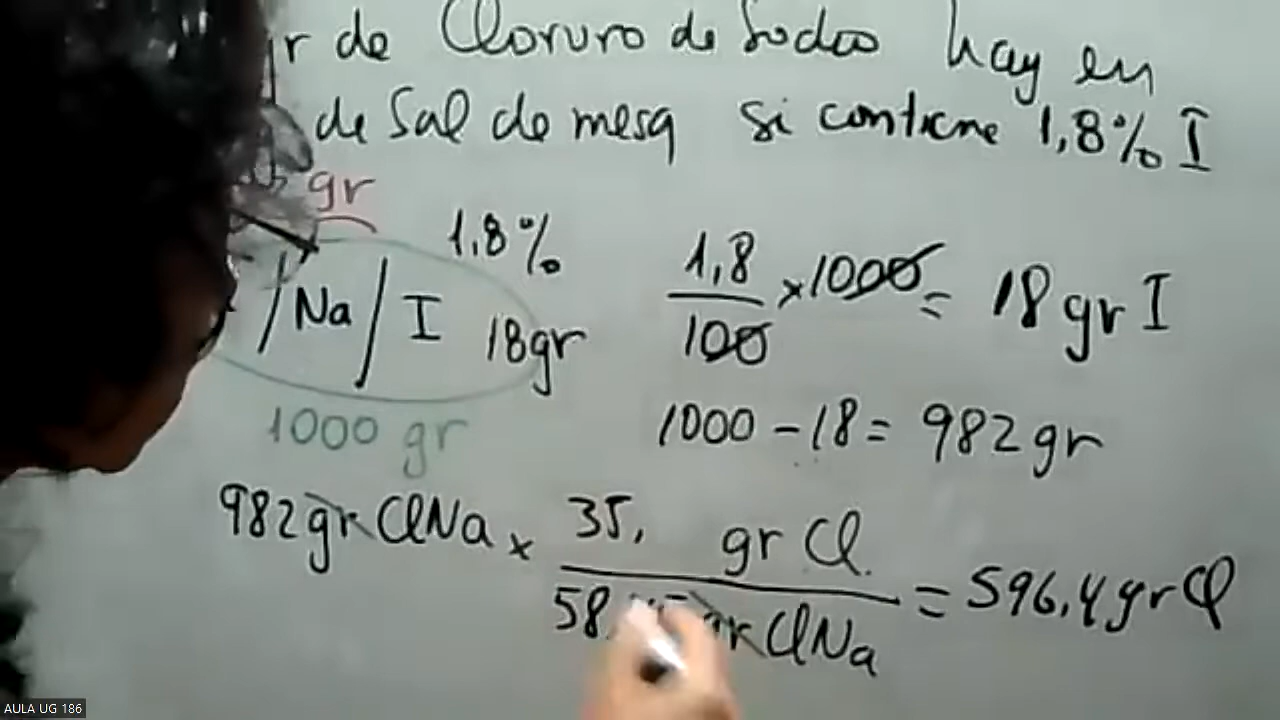 gr de Cloruro de Sodio hay en
de Sal de mesa si contiene 1,8% I
gr
1,8%
/Na/ I 18gr
1000 gr
1,8/100 x 1000 = 18 gr I
1000 - 18 = 982 gr
982 gr ClNa x 35, gr Cl / 58, gr ClNa = 596,4 gr Cl
AULA UG 186